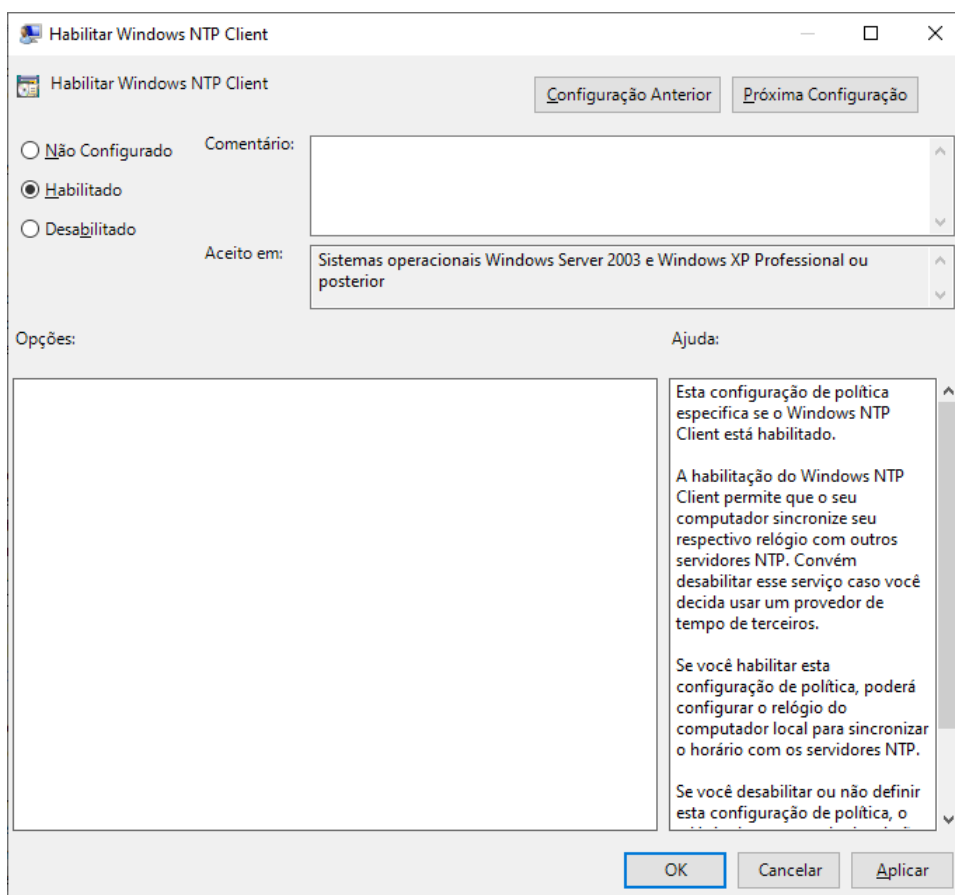 Habilitar Windows NTP Client
Habilitar Windows NTP Client
Configuração Anterior
Próxima Configuração
Não Configurado
Habilitado
Desabilitado
Comentário:
Aceito em:
Sistemas operacionais Windows Server 2003 e Windows XP Professional ou
posterior
Opções:
Ajuda:
Esta configuração de política
especifica se o Windows NTP
Client está habilitado.
A habilitação do Windows NTP
Client permite que o seu
computador sincronize seu
respectivo relógio com outros
servidores NTP. Convém
desabilitar esse serviço caso você
decida usar um provedor de
tempo de terceiros.
Se você habilitar esta
configuração de política, poderá
configurar o relógio do
computador local para sincronizar
o horário com os servidores NTP.
Se você desabilitar ou não definir
esta configuração de política, o
OK
Cancelar
Aplicar